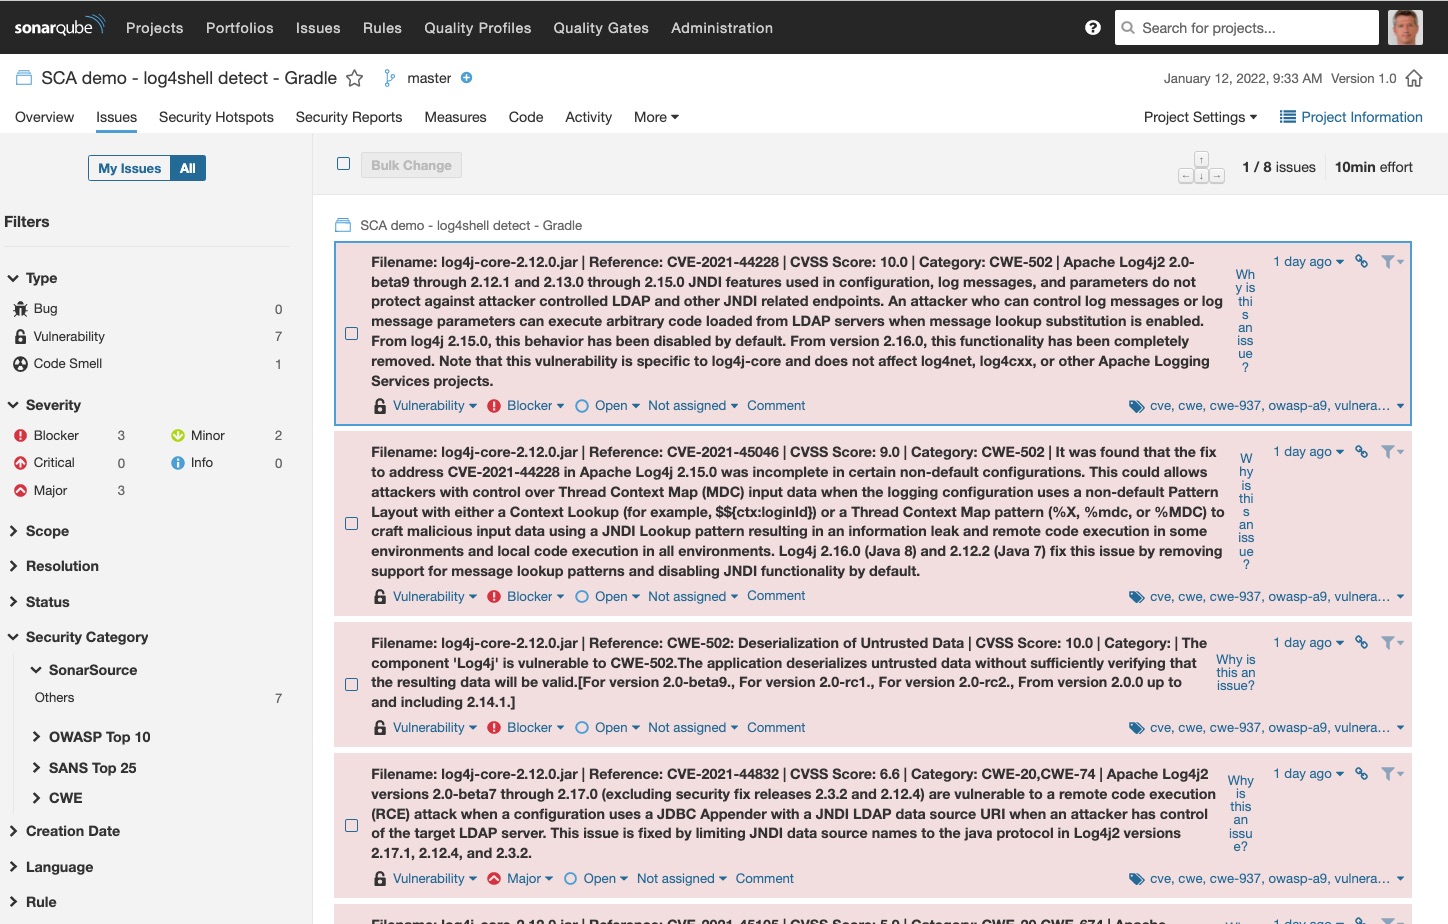 sonarqube Projects Portfolios Issues Rules Quality Profiles Quality Gates Administration ? Search for projects...
SCA demo - log4shell detect - Gradle master January 12, 2022, 9:33 AM Version 1.0
Overview Issues Security Hotspots Security Reports Measures Code Activity More Project Settings Project Information
My Issues All
Filters
Type
Bug 0
Vulnerability 7
Code Smell 1
Severity
Blocker 3 Minor 2
Critical 0 Info 0
Major 3
Scope
Resolution
Status
Security Category
SonarSource
Others 7
OWASP Top 10
SANS Top 25
CWE
Creation Date
Language
Rule
Bulk Change ↑ ← ↓ → 1 / 8 issues 10min effort
SCA demo - log4shell detect - Gradle
Filename: log4j-core-2.12.0.jar | Reference: CVE-2021-44228 | CVSS Score: 10.0 | Category: CWE-502 | Apache Log4j2 2.0-
beta9 through 2.12.1 and 2.13.0 through 2.15.0 JNDI features used in configuration, log messages, and parameters do not
protect against attacker controlled LDAP and other JNDI related endpoints. An attacker who can control log messages or log
message parameters can execute arbitrary code loaded from LDAP servers when message lookup substitution is enabled.
From log4j 2.15.0, this behavior has been disabled by default. From version 2.16.0, this functionality has been completely
removed. Note that this vulnerability is specific to log4j-core and does not affect log4net, log4cxx, or other Apache Logging
Services projects.
Wh
y is
thi
s
an
iss
ue
?
1 day ago
Vulnerability Blocker Open Not assigned Comment cve, cwe, cwe-937, owasp-a9, vulnera...
Filename: log4j-core-2.12.0.jar | Reference: CVE-2021-45046 | CVSS Score: 9.0 | Category: CWE-502 | It was found that the fix
to address CVE-2021-44228 in Apache Log4j 2.15.0 was incomplete in certain non-default configurations. This could allows
attackers with control over Thread Context Map (MDC) input data when the logging configuration uses a non-default Pattern
Layout with either a Context Lookup (for example, $${ctx:loginId}) or a Thread Context Map pattern (%X, %mdc, or %MDC) to
craft malicious input data using a JNDI Lookup pattern resulting in an information leak and remote code execution in some
environments and local code execution in all environments. Log4j 2.16.0 (Java 8) and 2.12.2 (Java 7) fix this issue by removing
support for message lookup patterns and disabling JNDI functionality by default.
W
hy
is
thi
s
an
iss
ue
?
1 day ago
Vulnerability Blocker Open Not assigned Comment cve, cwe, cwe-937, owasp-a9, vulnera...
Filename: log4j-core-2.12.0.jar | Reference: CWE-502: Deserialization of Untrusted Data | CVSS Score: 10.0 | Category: | The
component 'Log4j' is vulnerable to CWE-502.The application deserializes untrusted data without sufficiently verifying that
the resulting data will be valid.[For version 2.0-beta9., For version 2.0-rc1., For version 2.0-rc2., From version 2.0.0 up to
and including 2.14.1.]
Why is
this an
issue?
1 day ago
Vulnerability Blocker Open Not assigned Comment cve, cwe, cwe-937, owasp-a9, vulnera...
Filename: log4j-core-2.12.0.jar | Reference: CVE-2021-44832 | CVSS Score: 6.6 | Category: CWE-20,CWE-74 | Apache Log4j2
versions 2.0-beta7 through 2.17.0 (excluding security fix releases 2.3.2 and 2.12.4) are vulnerable to a remote code execution
(RCE) attack when a configuration uses a JDBC Appender with a JNDI LDAP data source URI when an attacker has control
of the target LDAP server. This issue is fixed by limiting JNDI data source names to the java protocol in Log4j2 versions
2.17.1, 2.12.4, and 2.3.2.
Why
is
this
an
issu
e?
1 day ago
Vulnerability Major Open Not assigned Comment cve, cwe, cwe-937, owasp-a9, vulnera...
Filename: log4j-core-2.12.0.jar | Reference: CVE-2021-45105 | CVSS Score: 5.9 | Category: CWE-20,CWE-674 | Apache